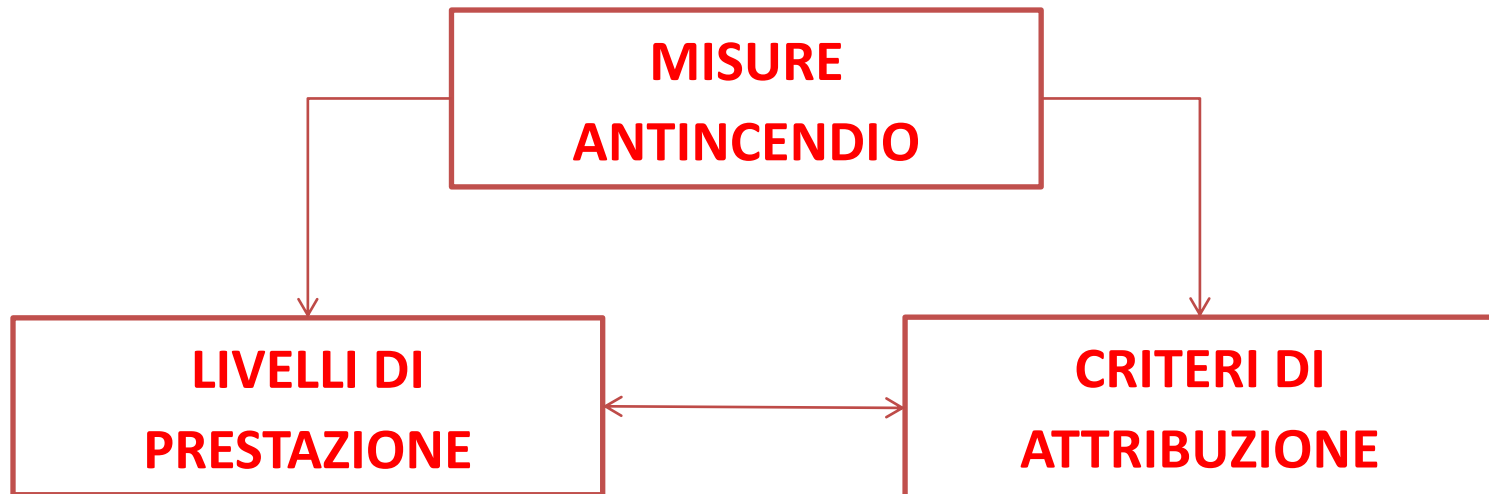 MISURE
ANTINCENDIO
LIVELLI DI
PRESTAZIONE
CRITERI DI
ATTRIBUZIONE